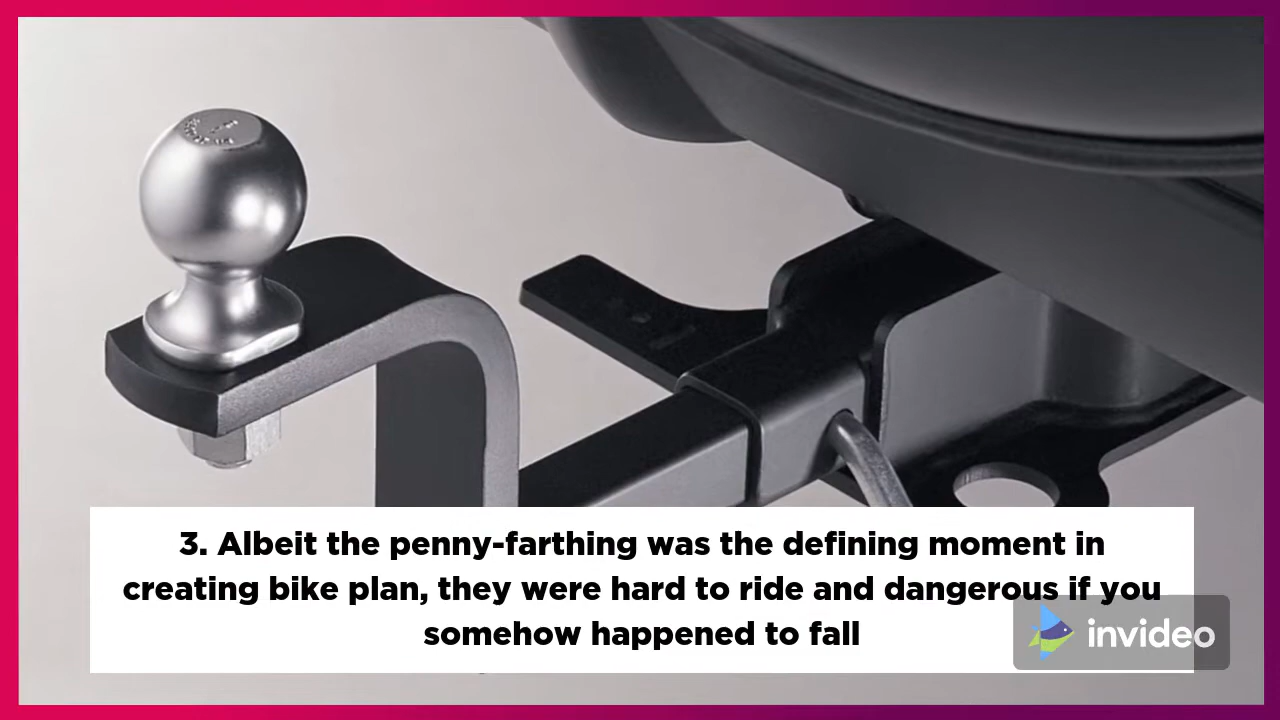 3. Albeit the penny-farthing was the defining moment in
creating bike plan, they were hard to ride and dangerous if you
somehow happened to fall
invideo